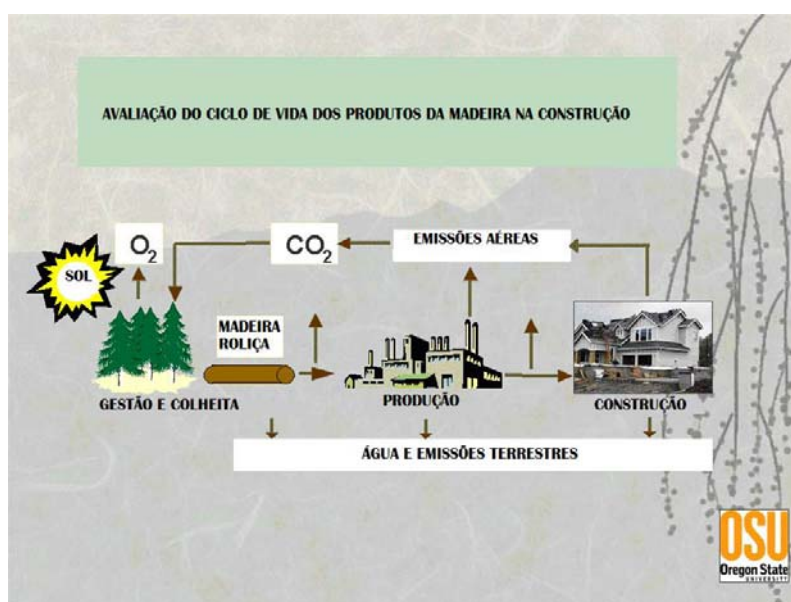 AVALIAÇÃO DO CICLO DE VIDA DOS PRODUTOS DA MADEIRA NA CONSTRUÇÃO
O2
CO2
EMISSÕES AÉREAS
SOL
MADEIRA
ROLIÇA
GESTÃO E COLHEITA
PRODUÇÃO
CONSTRUÇÃO
ÁGUA E EMISSÕES TERRESTRES
OSU
Oregon State
UNIVERSITY